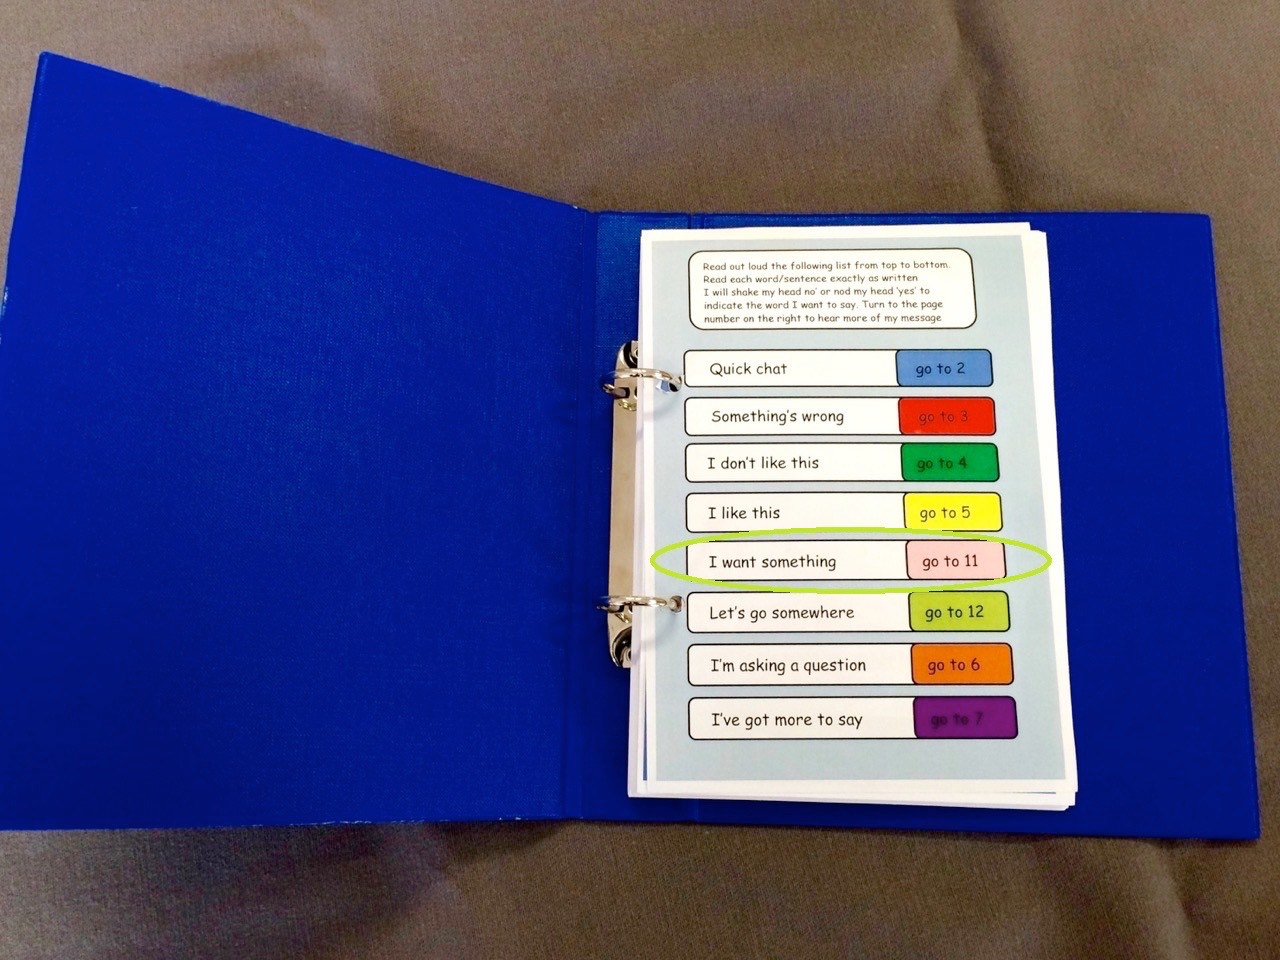 Read out loud the following list from top to bottom.
Read each word/sentence exactly as written
I will shake my head no' or nod my head 'yes' to
indicate the word I want to say. Turn to the page
number on the right to hear more of my message
Quick chat go to 2
Something's wrong go to 3
I don't like this go to 4
I like this go to 5
I want something go to 11
Let's go somewhere go to 12
I'm asking a question go to 6
I've got more to say go to 7